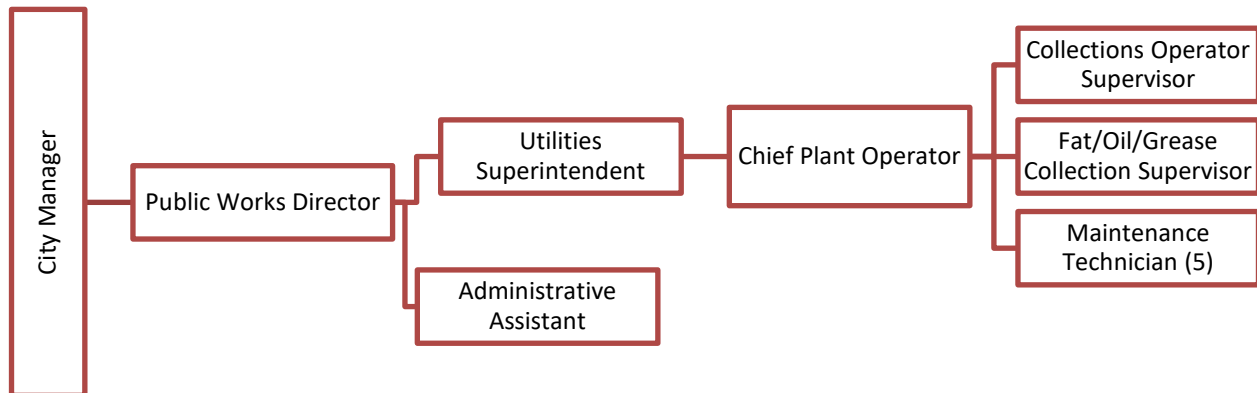 City Manager
Public Works Director
Utilities
Superintendent
Administrative
Assistant
Chief Plant Operator
Collections Operator
Supervisor
Fat/Oil/Grease
Collection Supervisor
Maintenance
Technician (5)